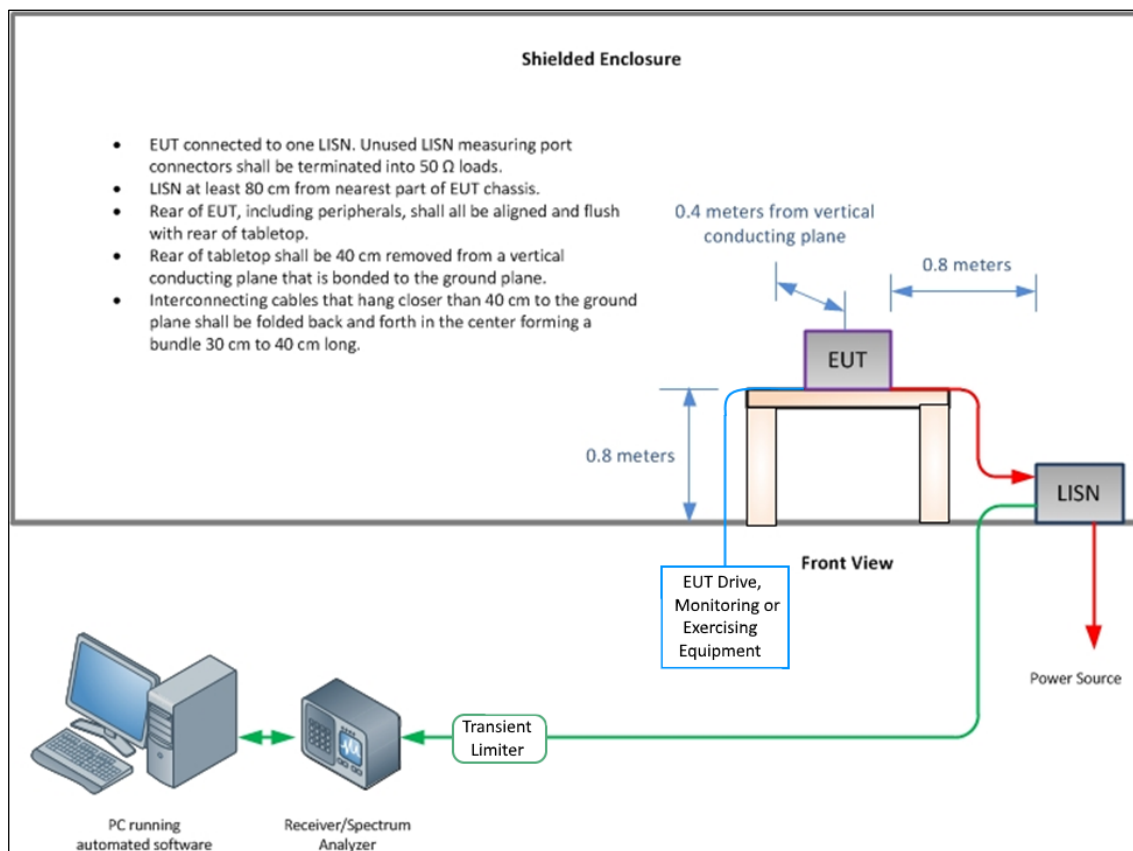 Shielded Enclosure
• EUT connected to one LISN. Unused LISN measuring port
connectors shall be terminated into 50 Ω loads.
• LISN at least 80 cm from nearest part of EUT chassis.
• Rear of EUT, including peripherals, shall all be aligned and flush
with rear of tabletop.
• Rear of tabletop shall be 40 cm removed from a vertical
conducting plane that is bonded to the ground plane.
• Interconnecting cables that hang closer than 40 cm to the ground
plane shall be folded back and forth in the center forming a
bundle 30 cm to 40 cm long.
0.4 meters from vertical
conducting plane
0.8 meters
EUT
0.8 meters
LISN
Front View
EUT Drive,
Monitoring or
Exercising
Equipment
Power Source
Transient
Limiter
PC running
automated software
Receiver/Spectrum
Analyzer